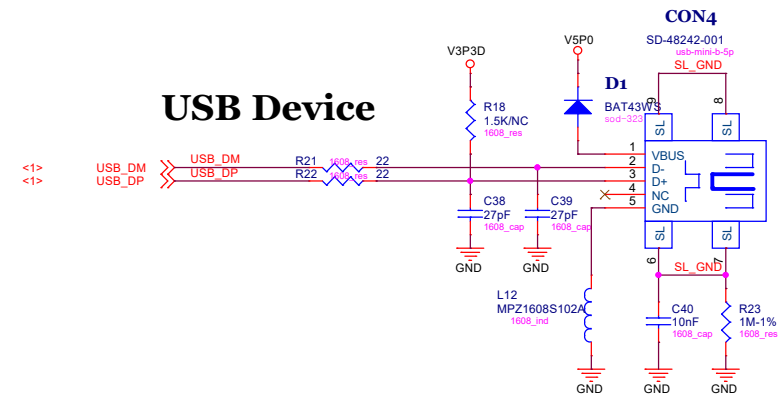 CON4
SD-48242-001
usb-mini-b-5p
SL_GND
V3P3D
V5P0
D1
BAT43WS
sod-323
9
8
SL
SL
USB Device
R18
1.5K/NC
1608_res
1
VBUS
<1>
USB_DM
USB_DM
R21
1608_res
22
2
D-
<1>
USB_DP
USB_DP
R22
1608_res
22
3
D+
4
NC
5
GND
C38
27pF
1608_cap
C39
27pF
1608_cap
SL
SL
6
7
SL_GND
GND
GND
L12
MPZ1608S102A
1608_ind
C40
10nF
1608_cap
R23
1M-1%
1608_res
GND
GND
GND